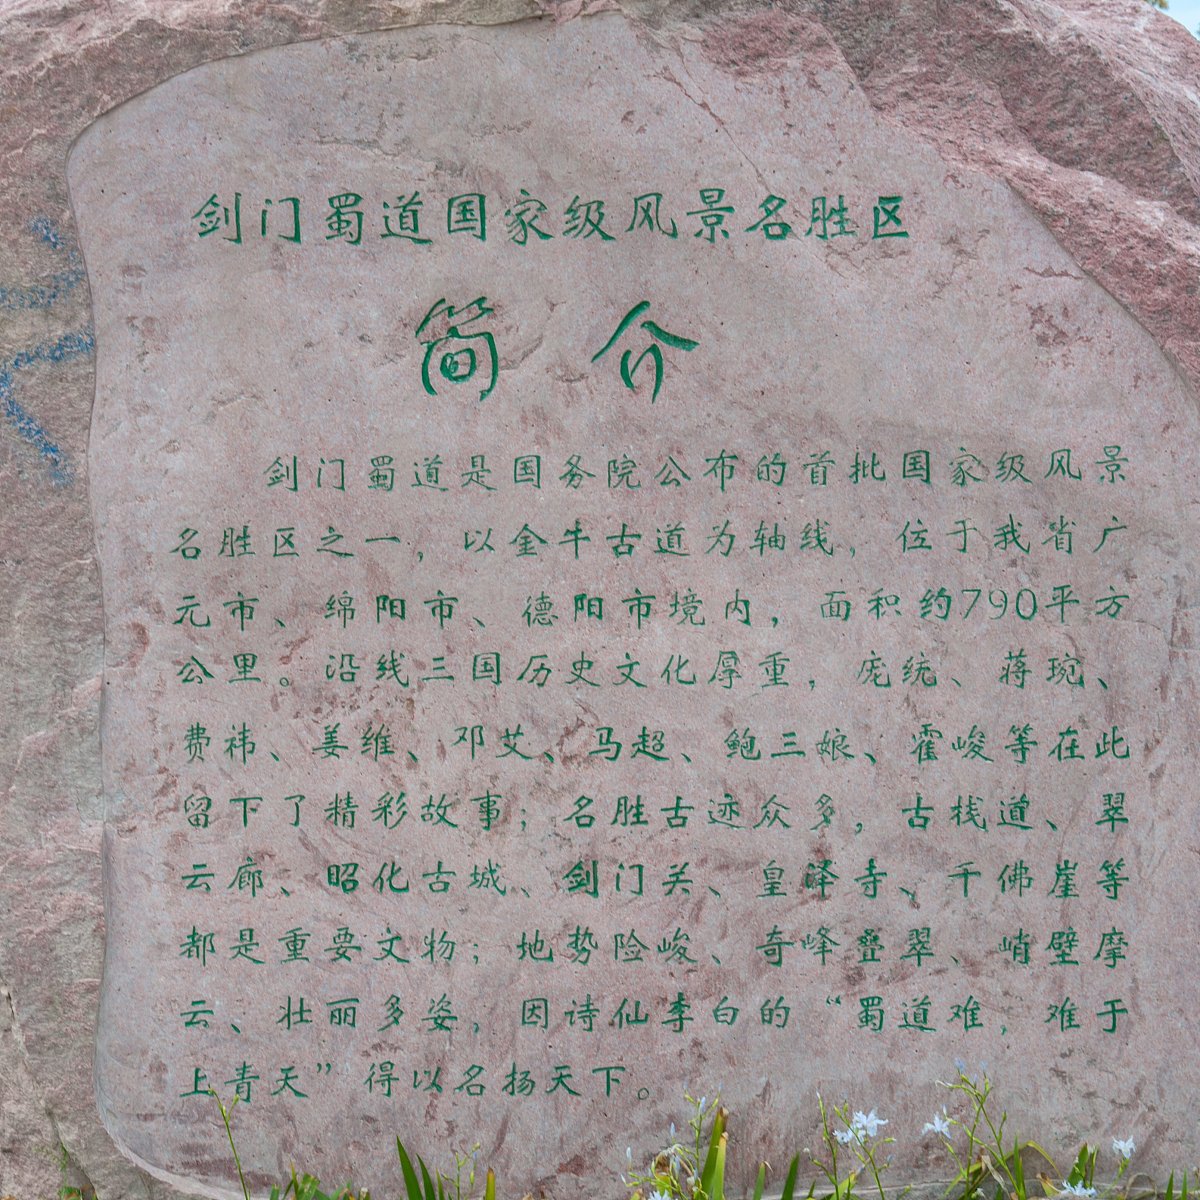 剑门蜀道国家级风景名胜区
简介
剑门蜀道是国务院公布的首批国家级风景
名胜区之一，以金牛古道为轴线，位于我省广
元市、绵阳市、德阳市境内，面积约790平方
公里。沿线三国历史文化厚重，庞统、蒋琬、
费祎、姜维、邓艾、马超、鲍三娘、霍峻等在此
留下了精彩故事；名胜古迹众多，古栈道、翠
云廊、昭化古城、剑门关、皇泽寺、千佛崖等
都是重要文物；地势险峻、奇峰叠翠、峭壁摩
云、壮丽多姿，因诗仙李白的“蜀道难，难于
上青天”得以名扬天下。